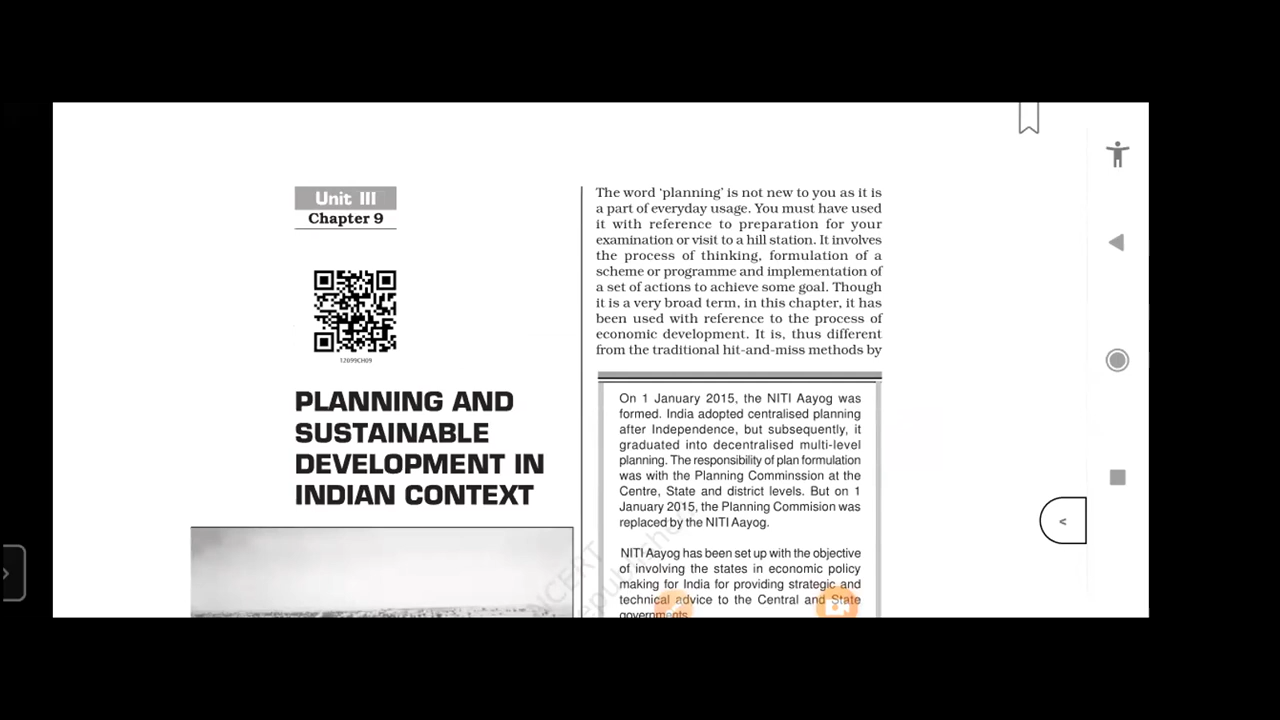 Unit III
Chapter 9
12099CH09
PLANNING AND
SUSTAINABLE
DEVELOPMENT IN
INDIAN CONTEXT
The word ‘planning’ is not new to you as it is
a part of everyday usage. You must have used
it with reference to preparation for your
examination or visit to a hill station. It involves
the process of thinking, formulation of a
scheme or programme and implementation of
a set of actions to achieve some goal. Though
it is a very broad term, in this chapter, it has
been used with reference to the process of
economic development. It is, thus different
from the traditional hit-and-miss methods by
On 1 January 2015, the NITI Aayog was
formed. India adopted centralised planning
after Independence, but subsequently, it
graduated into decentralised multi-level
planning. The responsibility of plan formulation
was with the Planning Comminssion at the
Centre, State and district levels. But on 1
January 2015, the Planning Commision was
replaced by the NITI Aayog.
NITI Aayog has been set up with the objective
of involving the states in economic policy
making for India for providing strategic and
technical advice to the Central and State
governments.
NCERT